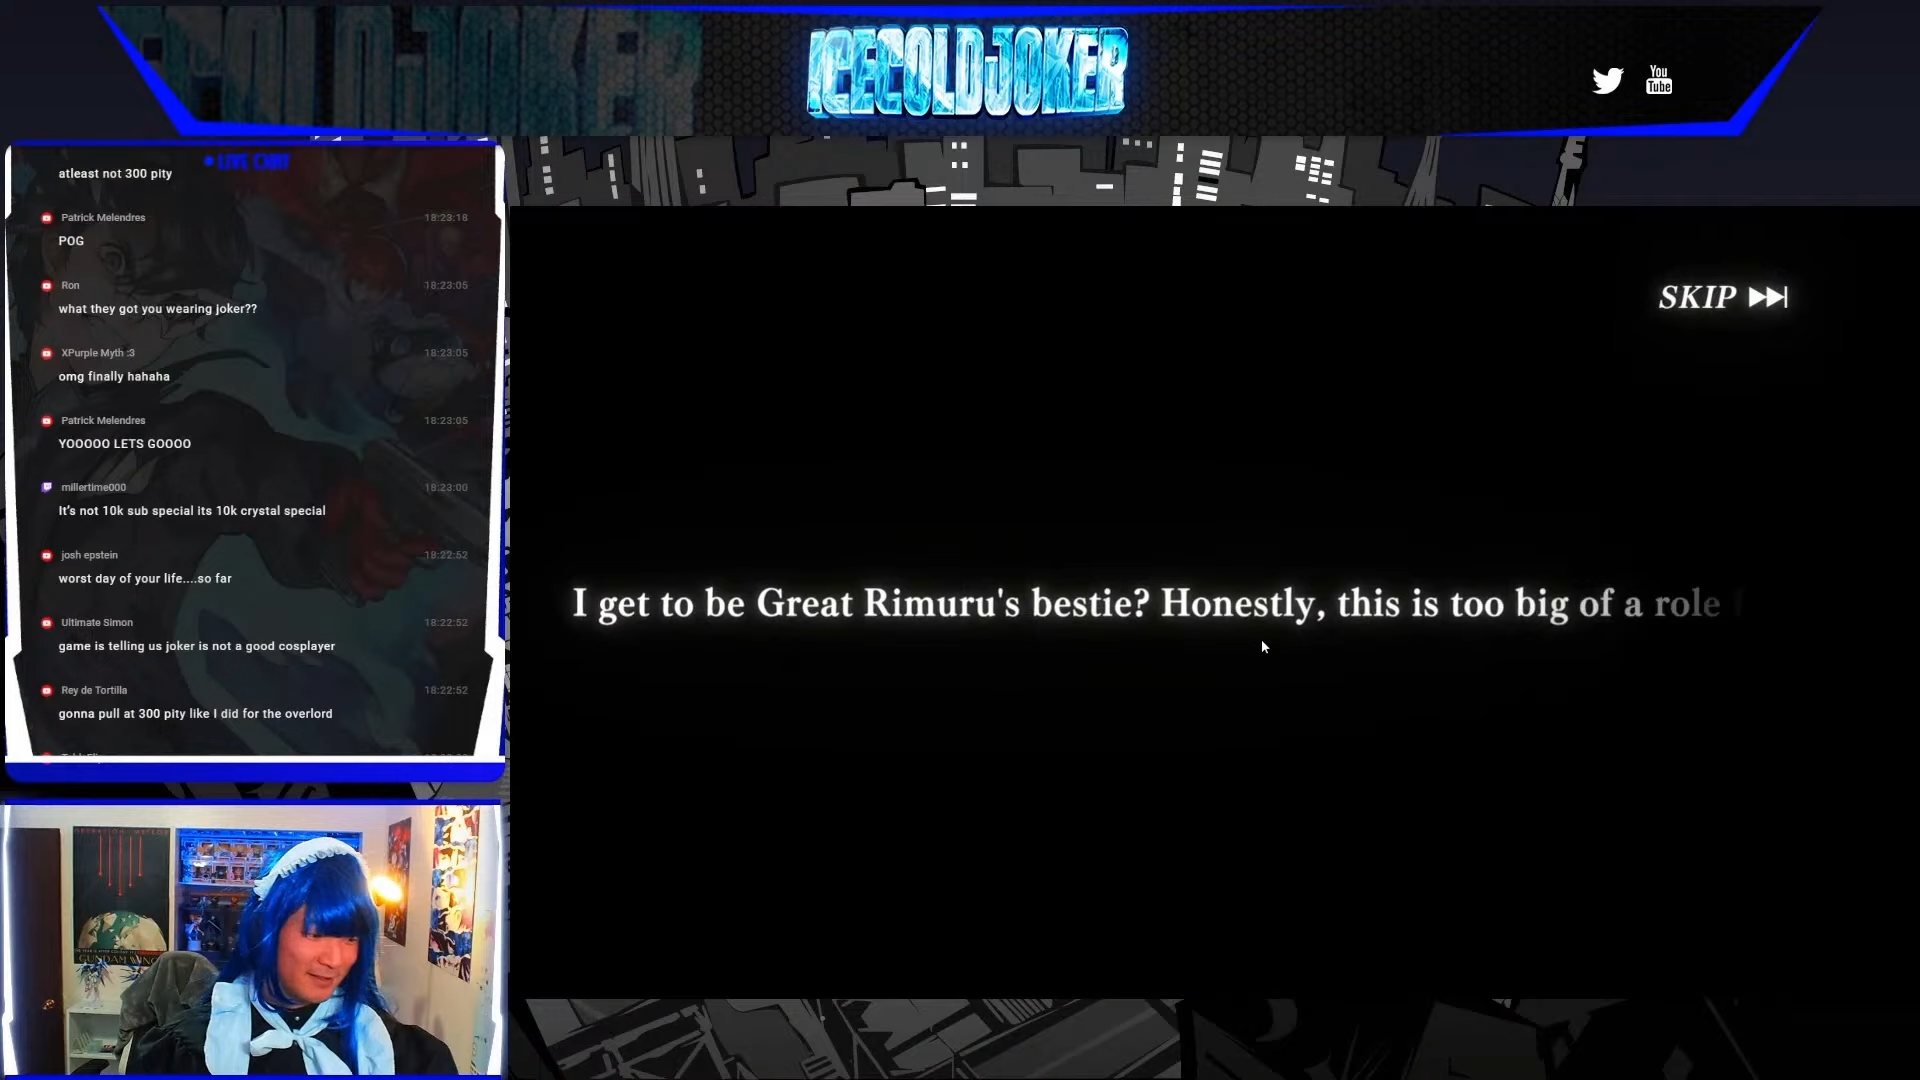 ICECOLDJOKER
You
Tube
LIVE CHAT
atleast not 300 pity
Patrick Melendres 18:23:18
POG
Ron 18:23:05
what they got you wearing joker??
XPurple Myth :3 18:23:05
omg finally hahaha
Patrick Melendres 18:23:05
YOOOOO LETS GOOOO
millertime000 18:23:00
It's not 10k sub special its 10k crystal special
josh epstein 18:22:52
worst day of your life....so far
Ultimate Simon 18:22:52
game is telling us joker is not a good cosplayer
Rey de Tortilla 18:22:52
gonna pull at 300 pity like I did for the overlord
SKIP
I get to be Great Rimuru's bestie? Honestly, this is too big of a role
GUNDAM WING